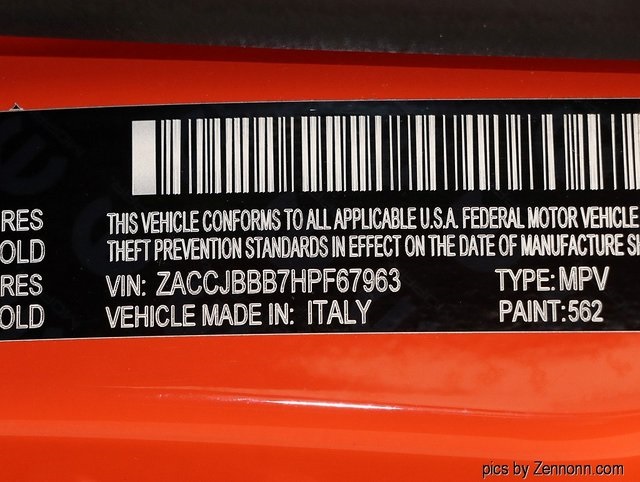 RES THIS VEHICLE CONFORMS TO ALL APPLICABLE U.S.A. FEDERAL MOTOR VEHICLE
OLD THEFT PREVENTION STANDARDS IN EFFECT ON THE DATE OF MANUFACTURE S
RES VIN: ZACCJBBB7HPF67963 TYPE: MPV
OLD VEHICLE MADE IN: ITALY PAINT: 562
pics by Zennonn.com